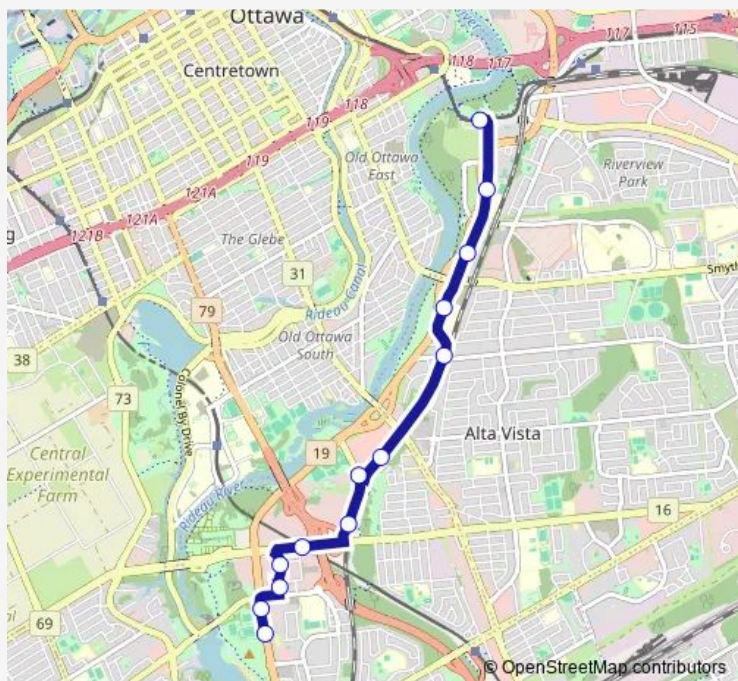 Ottawa
117
115
Centretown
118
117
118
119
Old Ottawa
East
Riverview
Park
119
121A
121A
121B
g
The Glebe
31
Smyth
Rideau Canal
79
Old Ottawa
South
38
73
Colonel By Drive
Alta Vista
19
Central
Experimental
Farm
Rideau River
16
69
© OpenStreetMap contributors